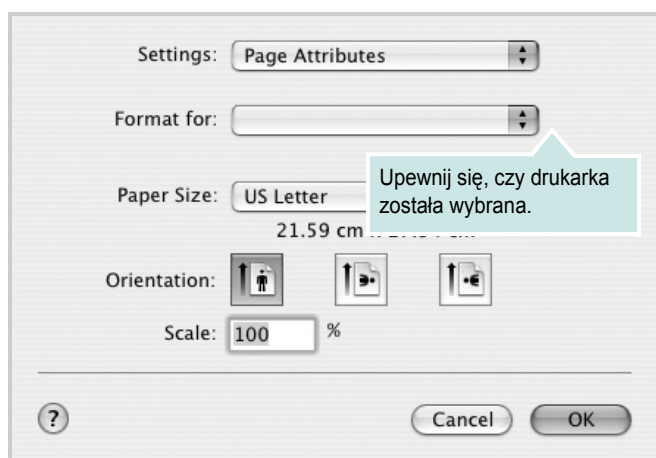 Settings: Page Attributes
Format for:
Upewnij się, czy drukarka
została wybrana.
Paper Size: US Letter
21.59 cm
Orientation:
Scale: 100 %
? Cancel OK